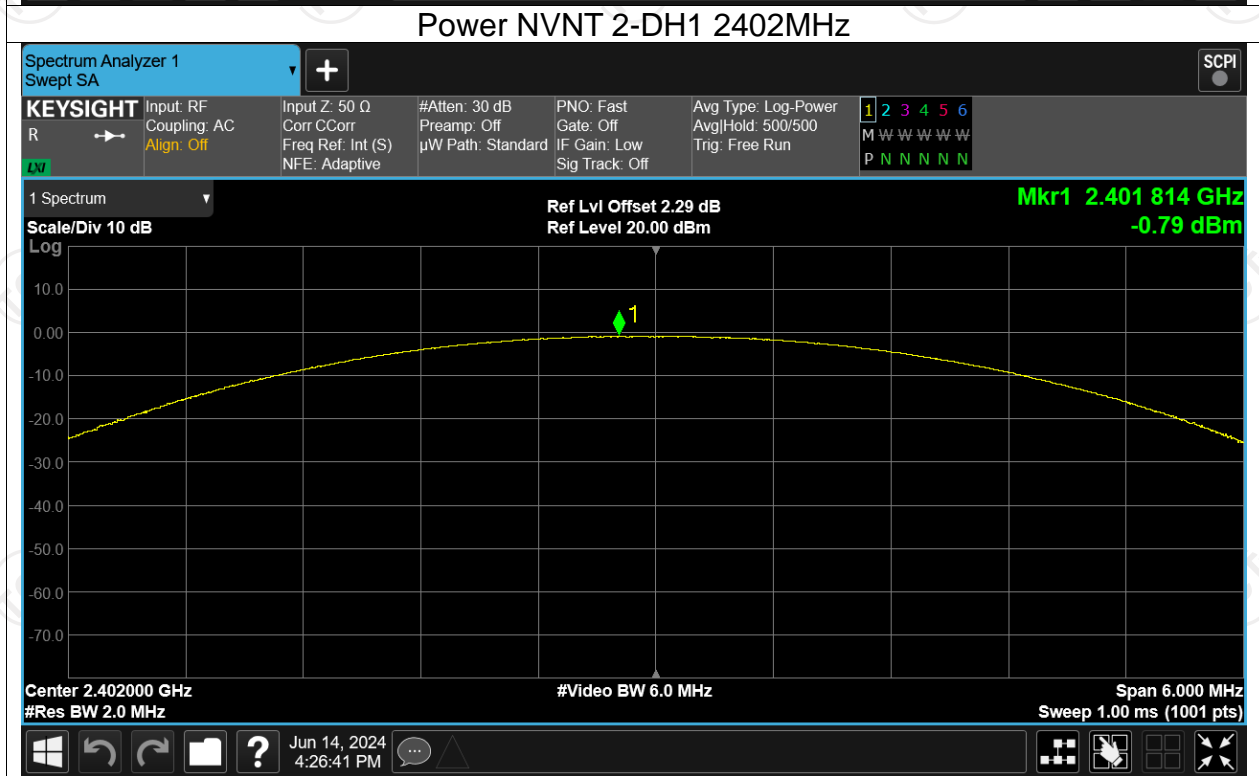 Power NVNT 2-DH1 2402MHz
Spectrum Analyzer 1
Swept SA
SCPI
KEYSIGHT
R
LXI
Input: RF
Coupling: AC
Align: Off
Input Z: 50 Ω
Corr CCorr
Freq Ref: Int (S)
NFE: Adaptive
#Atten: 30 dB
Preamp: Off
µW Path: Standard
PNO: Fast
Gate: Off
IF Gain: Low
Sig Track: Off
Avg Type: Log-Power
Avg|Hold: 500/500
Trig: Free Run
1 2 3 4 5 6
M W W W W W
P N N N N N
1 Spectrum
Scale/Div 10 dB
Ref Lvl Offset 2.29 dB
Ref Level 20.00 dBm
Mkr1 2.401 814 GHz
-0.79 dBm
Log
1
10.0
0.00
-10.0
-20.0
-30.0
-40.0
-50.0
-60.0
-70.0
Center 2.402000 GHz
#Video BW 6.0 MHz
Span 6.000 MHz
#Res BW 2.0 MHz
Sweep 1.00 ms (1001 pts)
?
Jun 14, 2024
4:26:41 PM